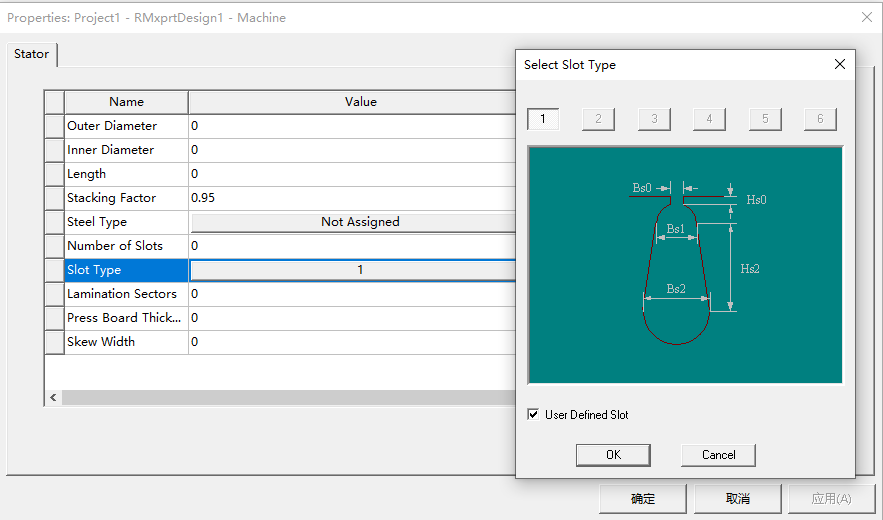 Properties: Project1 - RMxprtDesign1 - Machine
Stator
Name Value
Outer Diameter 0
Inner Diameter 0
Length 0
Stacking Factor 0.95
Steel Type Not Assigned
Number of Slots 0
Slot Type 1
Lamination Sectors 0
Press Board Thick... 0
Skew Width 0
Select Slot Type
1 2 3 4 5 6
Bs0
Hs0
Bs1
Hs2
Bs2
User Defined Slot
OK Cancel
确定 取消 应用(A)